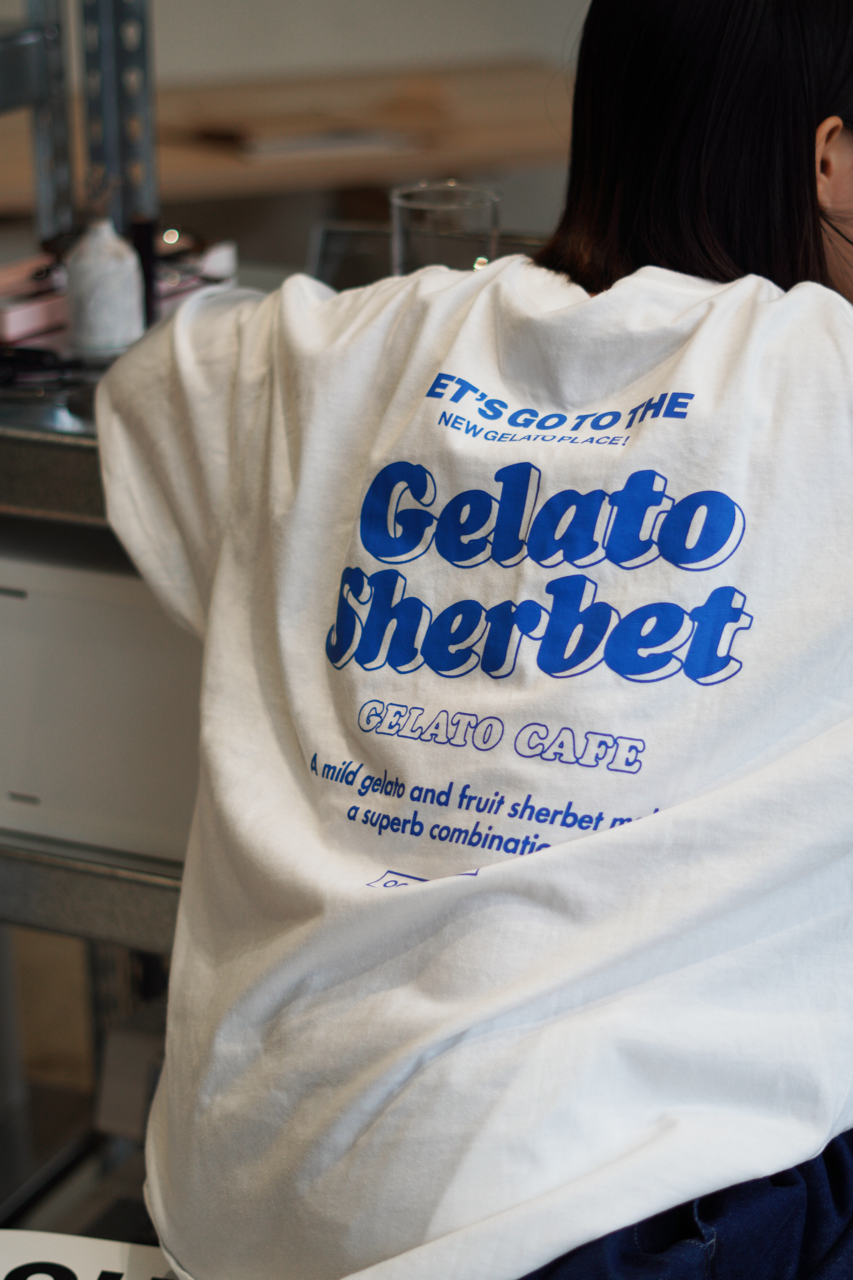 ET'S GO TO THE
NEW GELATO PLACE!
Gelato
Sherbet
GELATO CAFE
A mild gelato and fruit sherbet
a superb